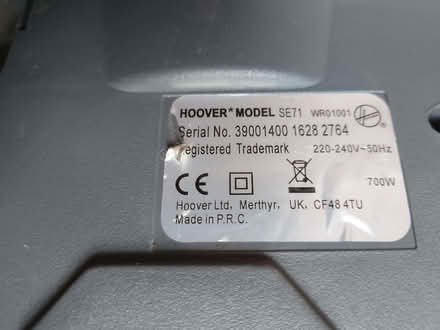 HOOVER* MODEL SE71 WR01001
Serial No. 39001400 1628 2764
egistered Trademark 220-240V~50Hz
CE 700W
Hoover Ltd, Merthyr, UK, CF48 4TU
Made in P.R.C.